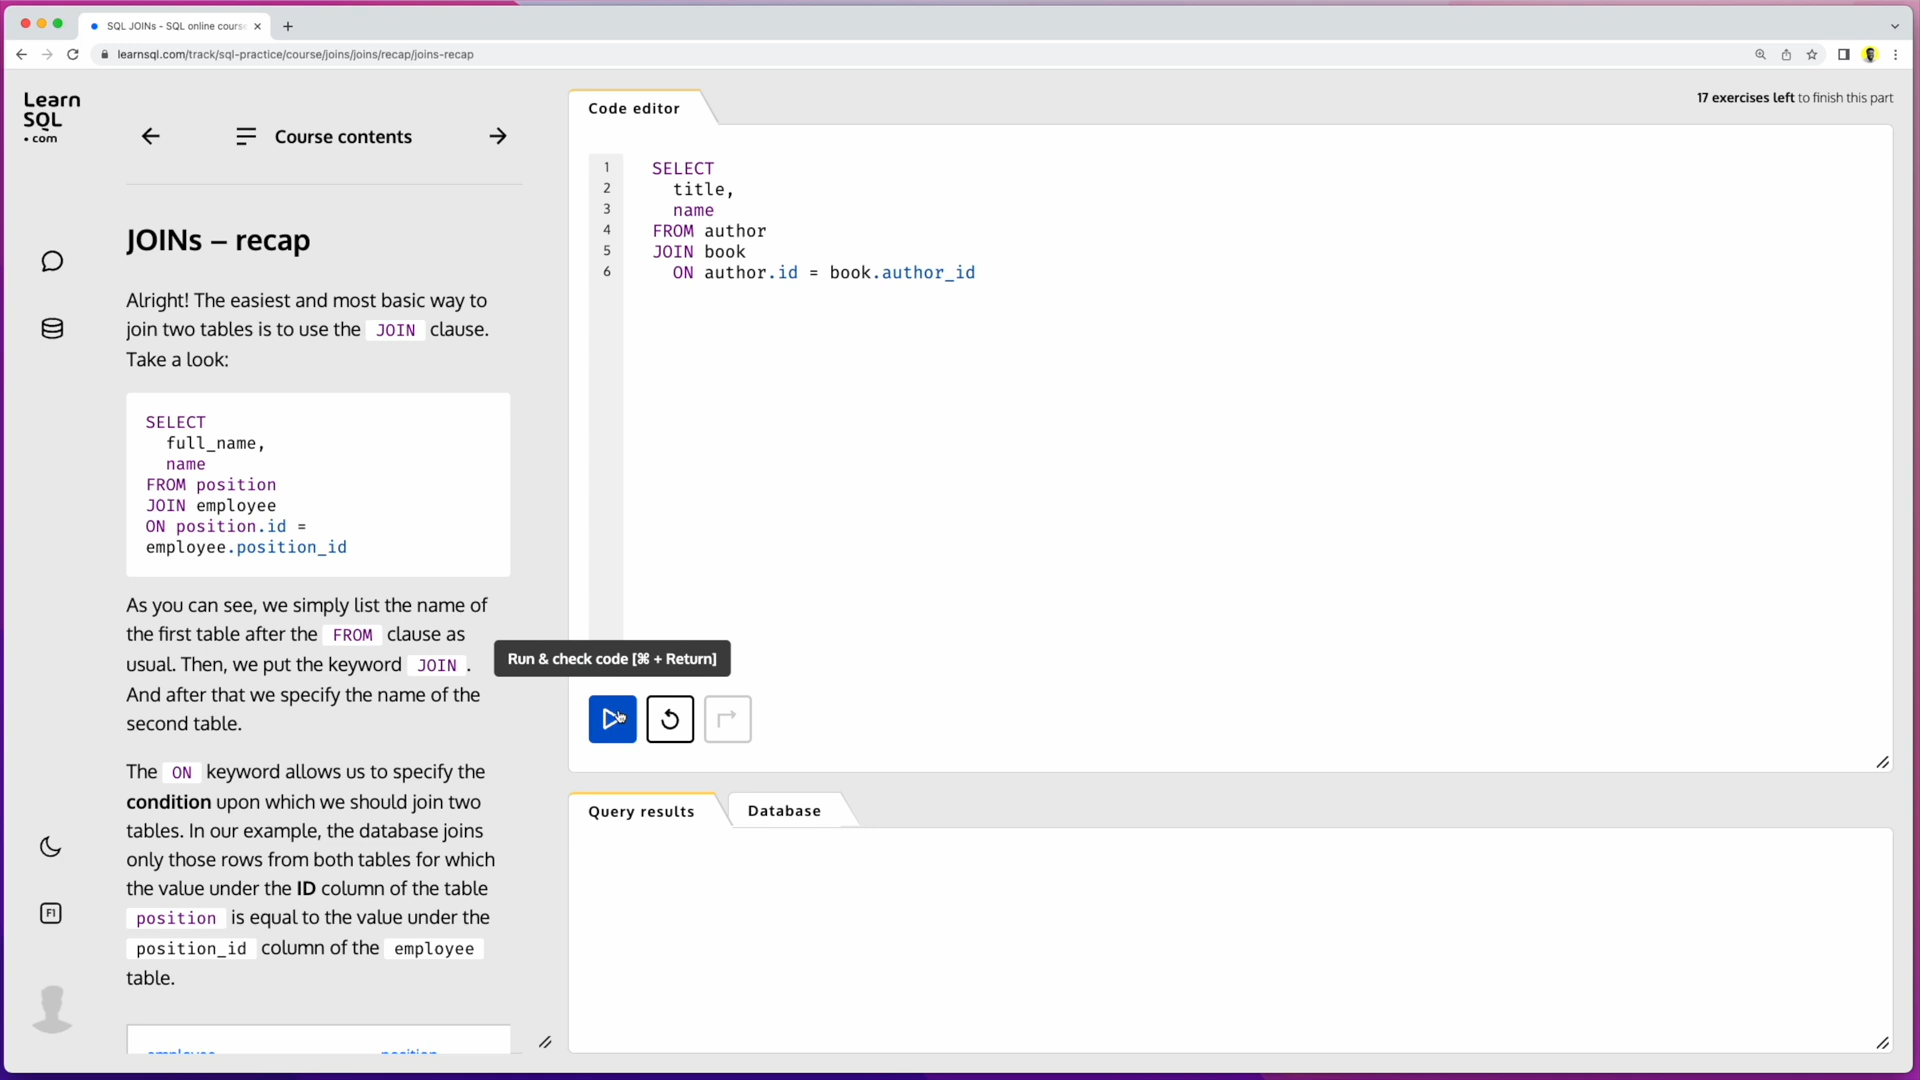 SQL JOINs - SQL online course
learnsql.com/track/sql-practice/course/joins/joins/recap/joins-recap
Learn
SQL
• com
Course contents
JOINs – recap
Alright! The easiest and most basic way to
join two tables is to use the JOIN clause.
Take a look:
SELECT
full_name,
name
FROM position
JOIN employee
ON position.id =
employee.position_id
As you can see, we simply list the name of
the first table after the FROM clause as
usual. Then, we put the keyword JOIN .
And after that we specify the name of the
second table.
The ON keyword allows us to specify the
condition upon which we should join two
tables. In our example, the database joins
only those rows from both tables for which
the value under the ID column of the table
position is equal to the value under the
position_id column of the employee
table.
employee position
F1
Code editor
17 exercises left to finish this part
1 SELECT
2 title,
3 name
4 FROM author
5 JOIN book
6 ON author.id = book.author_id
Run & check code [⌘ + Return]
Query results
Database